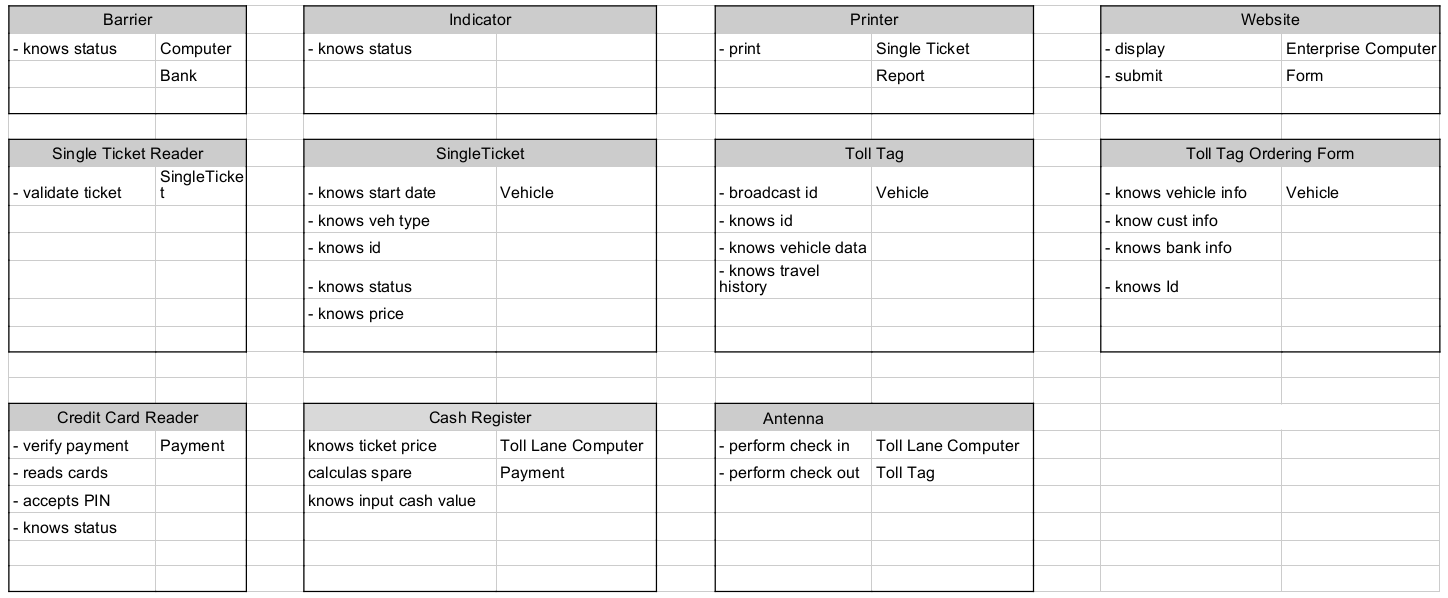 Barrier
- knows status Computer
Bank
Indicator
- knows status
Printer
- print Single Ticket
Report
Website
- display Enterprise Computer
- submit Form
Single Ticket Reader
- validate ticket SingleTicke
t
SingleTicket
- knows start date Vehicle
- knows veh type
- knows id
- knows status
- knows price
Toll Tag
- broadcast id Vehicle
- knows id
- knows vehicle data
- knows travel
history
Toll Tag Ordering Form
- knows vehicle info Vehicle
- know cust info
- knows bank info
- knows Id
Credit Card Reader
- verify payment Payment
- reads cards
- accepts PIN
- knows status
Cash Register
knows ticket price Toll Lane Computer
calculas spare Payment
knows input cash value
Antenna
- perform check in Toll Lane Computer
- perform check out Toll Tag